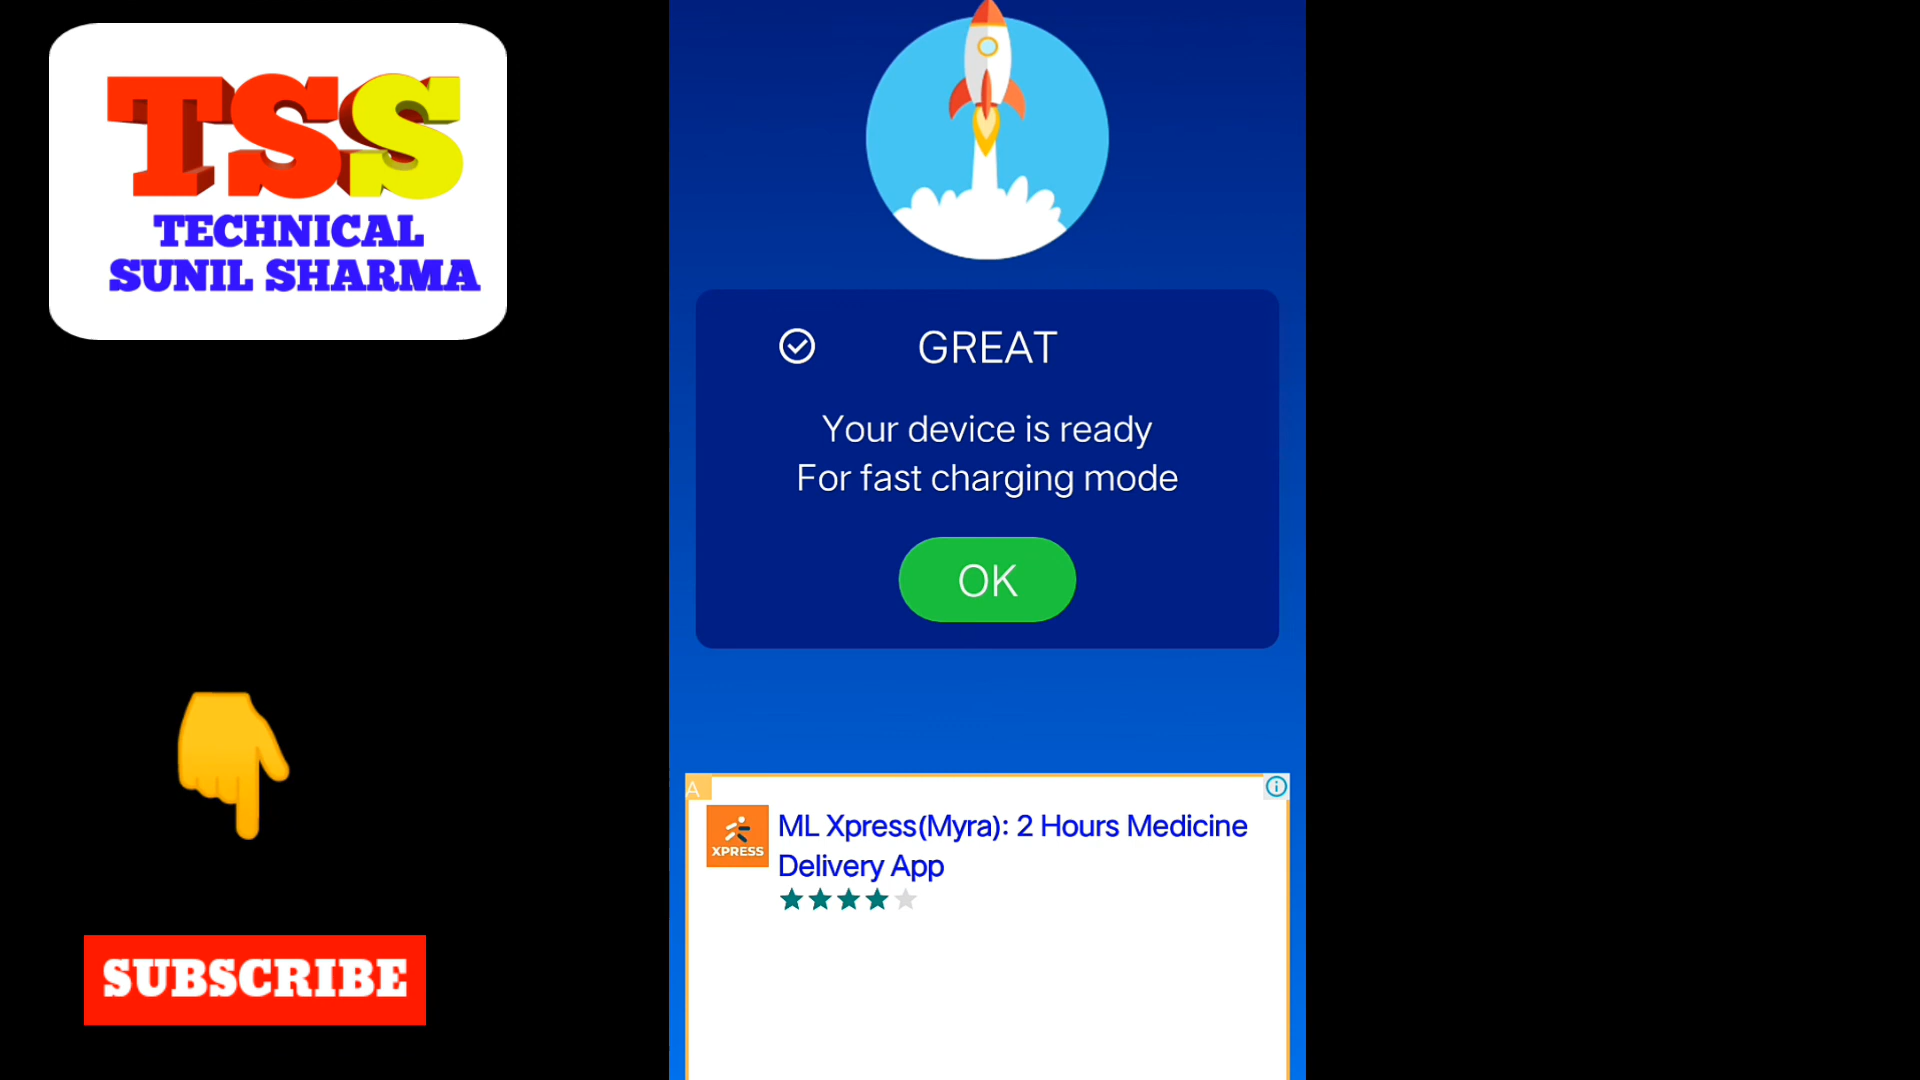 TSS
TECHNICAL
SUNIL SHARMA
GREAT
Your device is ready
For fast charging mode
OK
A
XPRESS
ML Xpress(Myra): 2 Hours Medicine
Delivery App
SUBSCRIBE